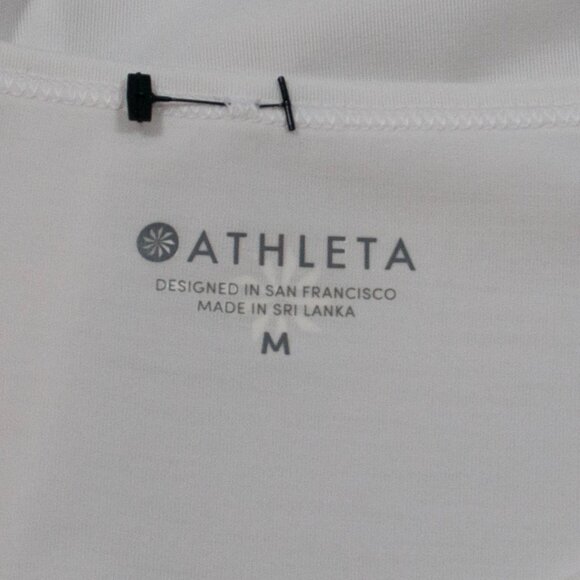 ATHLETA
DESIGNED IN SAN FRANCISCO
MADE IN SRI LANKA
M